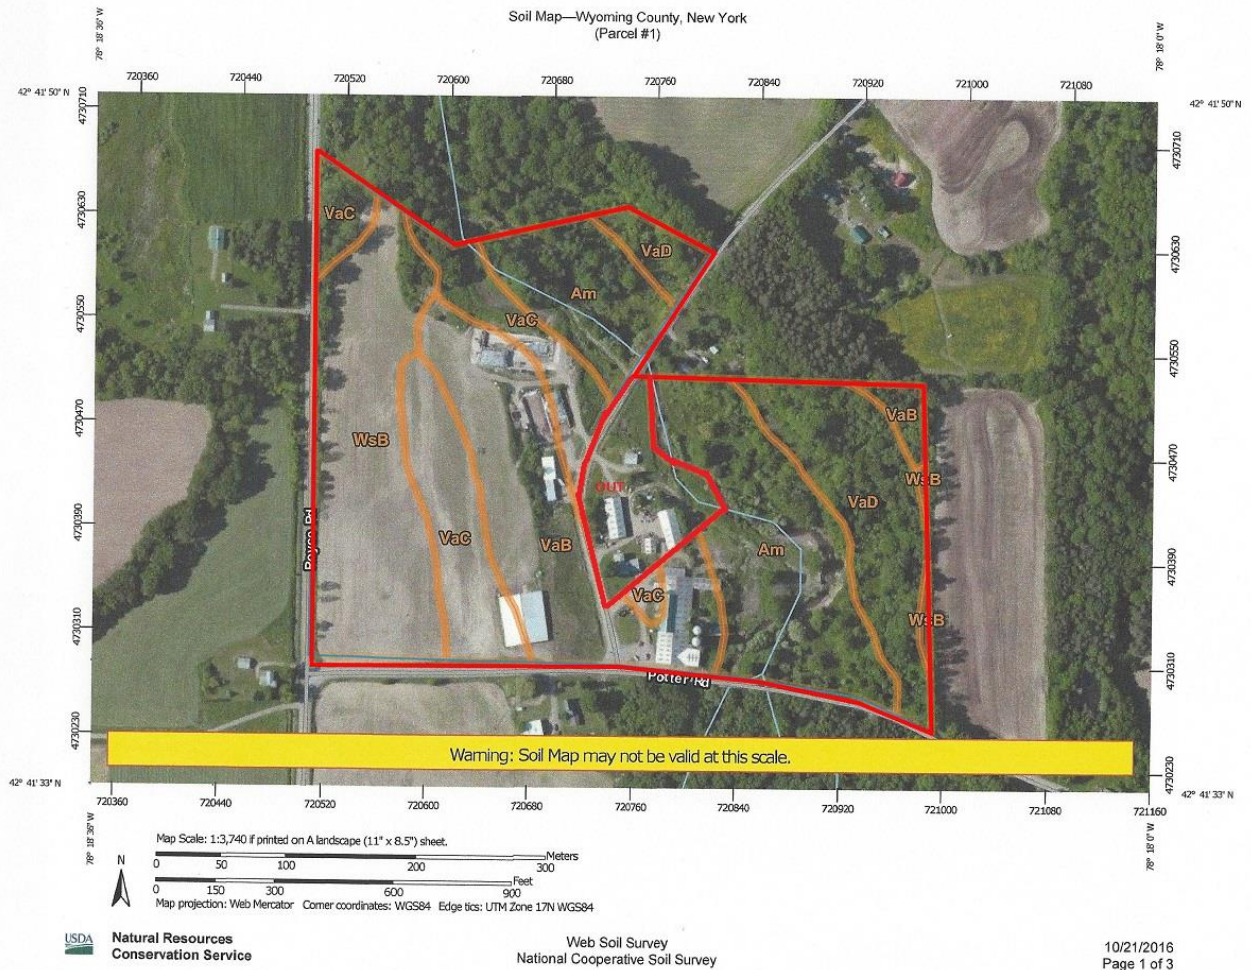 Soil Map—Wyoming County, New York
(Parcel #1)
78° 18' 36" W
78° 18' 0" W
720360 720440 720520 720600 720680 720760 720840 720920 721000 721080
42° 41' 50" N
42° 41' 50" N
4730710
4730630
4730550
4730470
4730390
4730310
4730230
4730710
4730630
4730550
4730470
4730390
4730310
4730230
VaC
VaD
Am
VaC
VaB
WsB
WsB
VaD
OUT
VaC
VaB
Am
VaC
WsB
Potter Rd
Warning: Soil Map may not be valid at this scale.
42° 41' 33" N
42° 41' 33" N
720360 720440 720520 720600 720680 720760 720840 720920 721000 721080 721160
78° 18' 36" W
78° 18' 0" W
Map Scale: 1:3,740 if printed on A landscape (11" x 8.5") sheet.
N
Meters
0 50 100 200 300
Feet
0 150 300 600 900
Map projection: Web Mercator Corner coordinates: WGS84 Edge tics: UTM Zone 17N WGS84
USDA
Natural Resources
Conservation Service
Web Soil Survey
National Cooperative Soil Survey
10/21/2016
Page 1 of 3